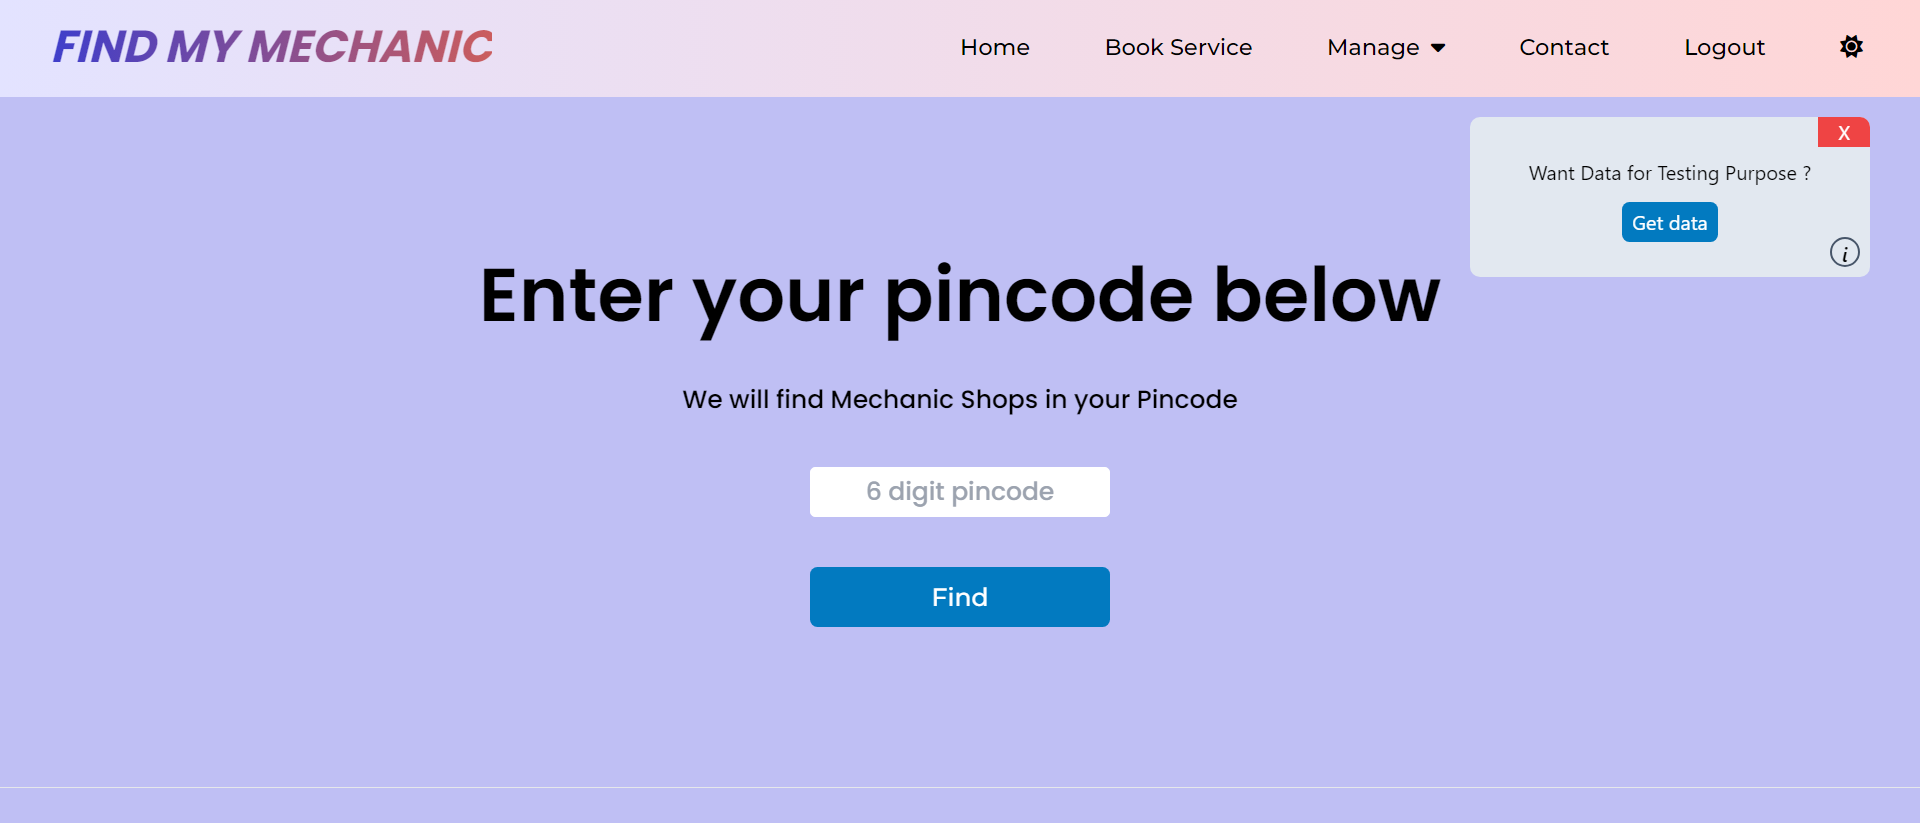 FIND MY MECHANIC
Home
Book Service
Manage
Contact
Logout
X
Want Data for Testing Purpose ?
Get data
i
Enter your pincode below
We will find Mechanic Shops in your Pincode
6 digit pincode
Find